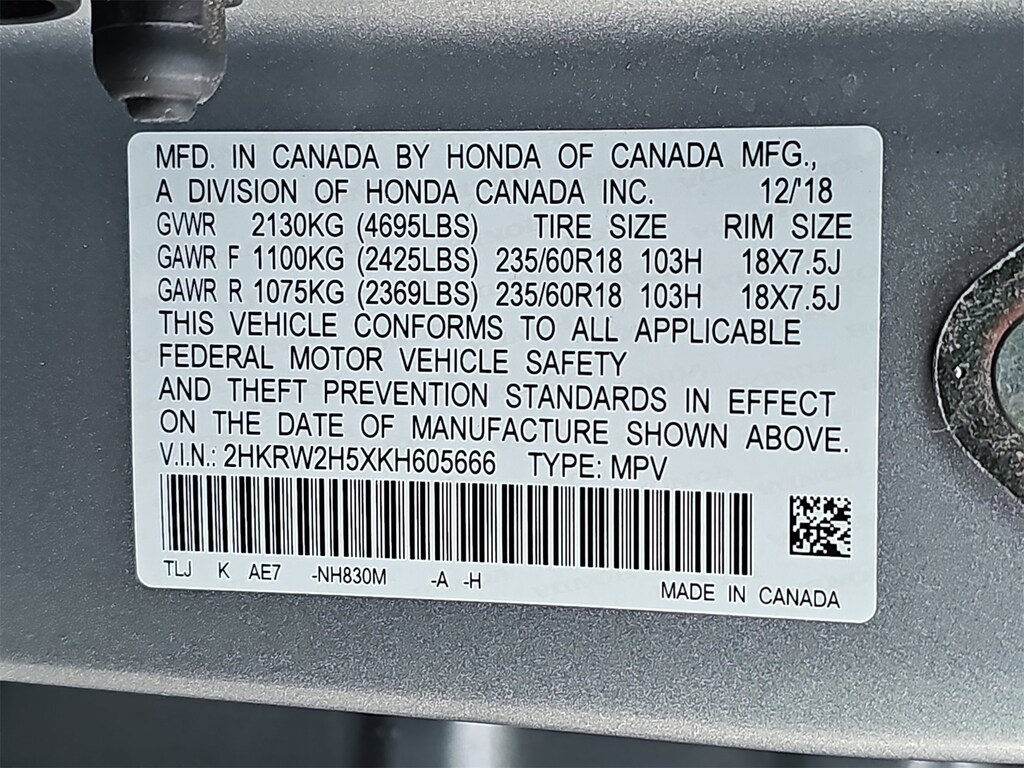 MFD. IN CANADA BY HONDA OF CANADA MFG.,
A DIVISION OF HONDA CANADA INC. 12/'18
GVWR 2130KG (4695LBS) TIRE SIZE RIM SIZE
GAWR F 1100KG (2425LBS) 235/60R18 103H 18X7.5J
GAWR R 1075KG (2369LBS) 235/60R18 103H 18X7.5J
THIS VEHICLE CONFORMS TO ALL APPLICABLE
FEDERAL MOTOR VEHICLE SAFETY
AND THEFT PREVENTION STANDARDS IN EFFECT
ON THE DATE OF MANUFACTURE SHOWN ABOVE.
V.I.N.: 2HKRW2H5XKH605666 TYPE: MPV
TLJ K AE7 -NH830M -A -H
MADE IN CANADA